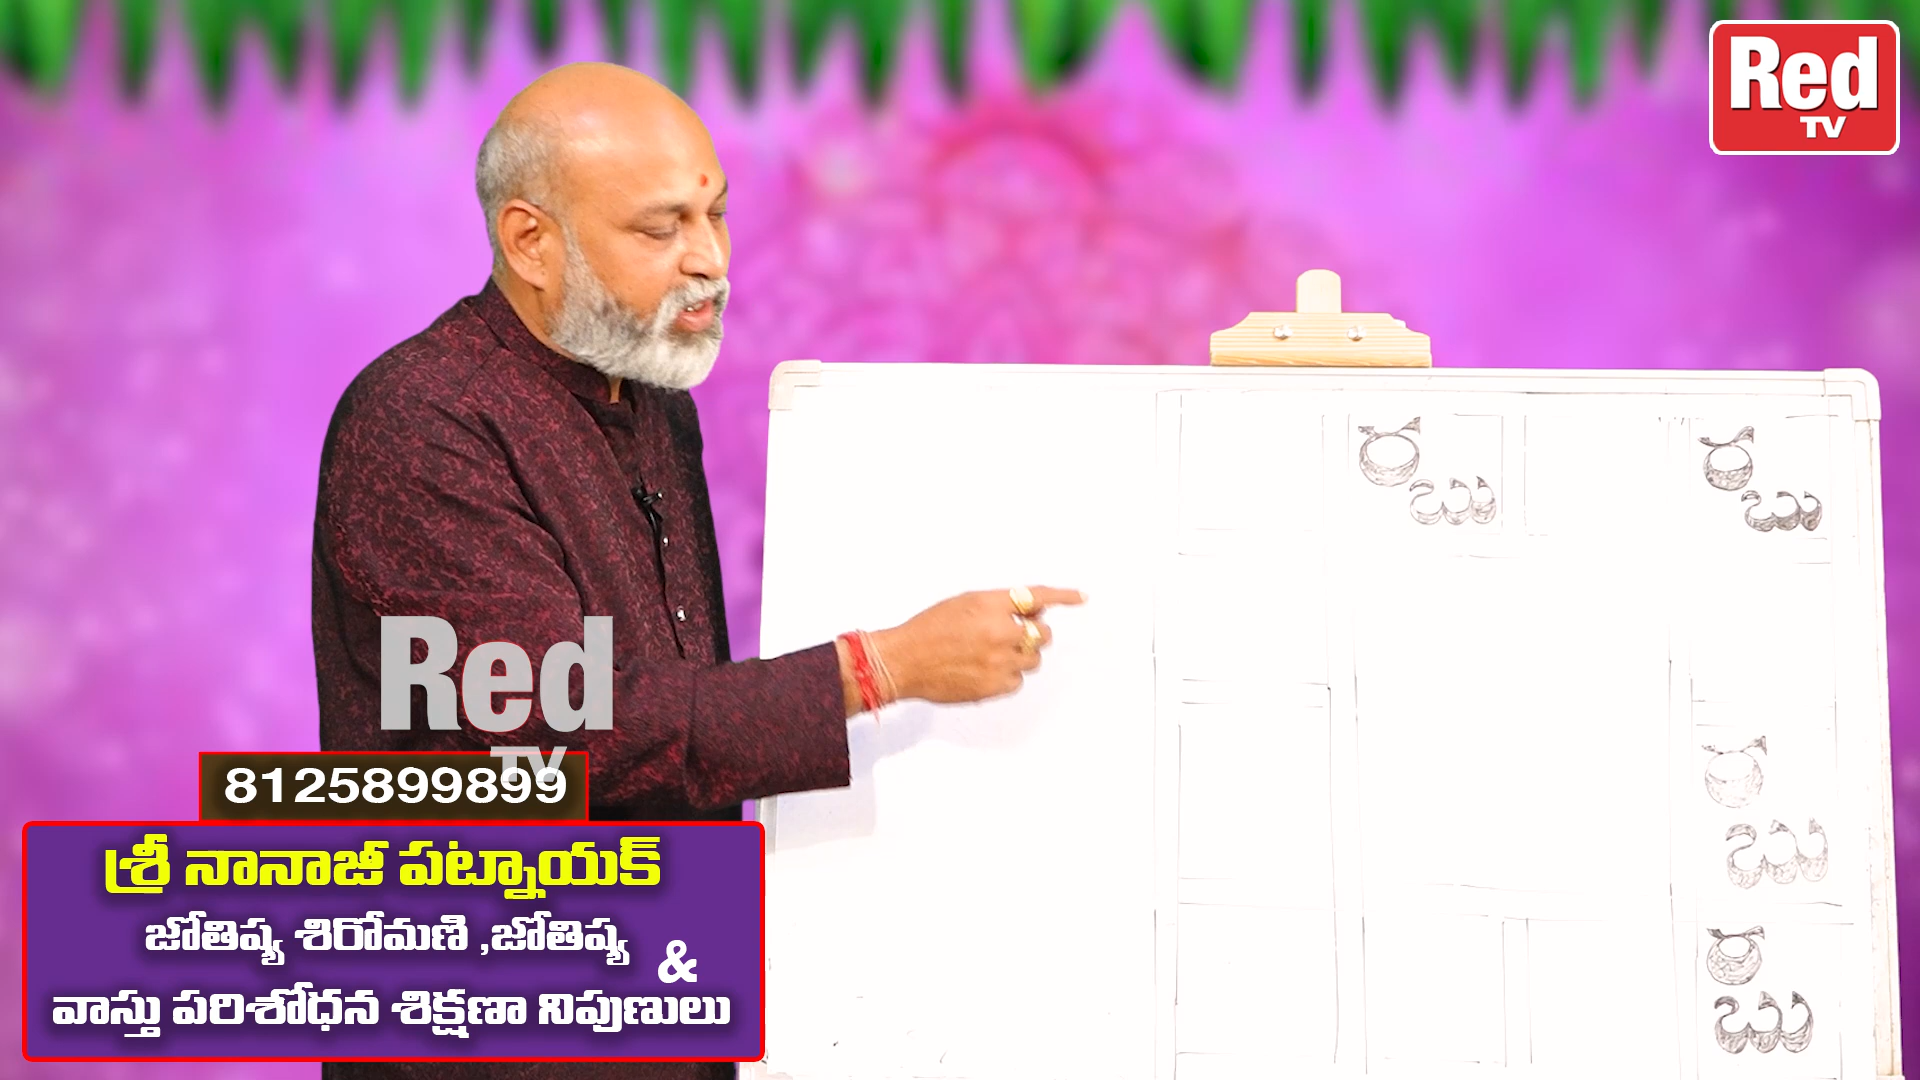 Red
TV
ర
బు
ర
బు
ర
బు
ర
బు
Red
TV
8125899899
శ్రీ నానాజీ పట్నాయక్
జ్యోతిష్య శిరోమణి ,జ్యోతిష్య &
వాస్తు పరిశోధన శిక్షణా నిపుణులు